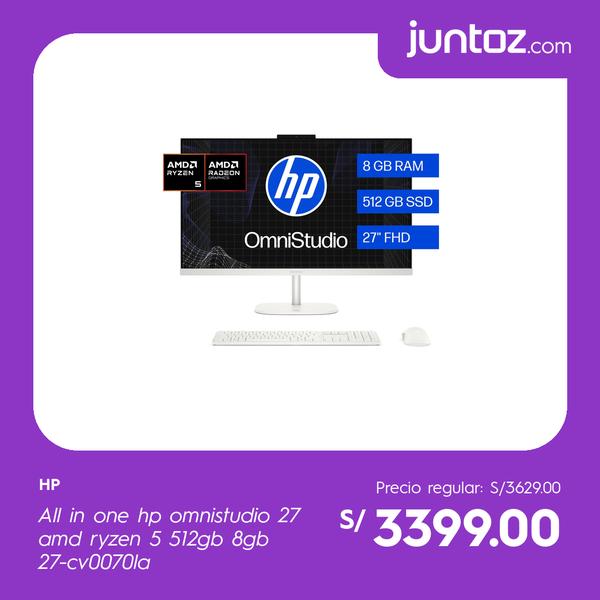 juntoz.com
AMD RYZEN 5
AMD RADEON GRAPHICS
hp
OmniStudio
8 GB RAM
512 GB SSD
27" FHD
HP
All in one hp omnistudio 27
amd ryzen 5 512gb 8gb
27-cv0070la
Precio regular: S/3629.00
S/ 3399.00